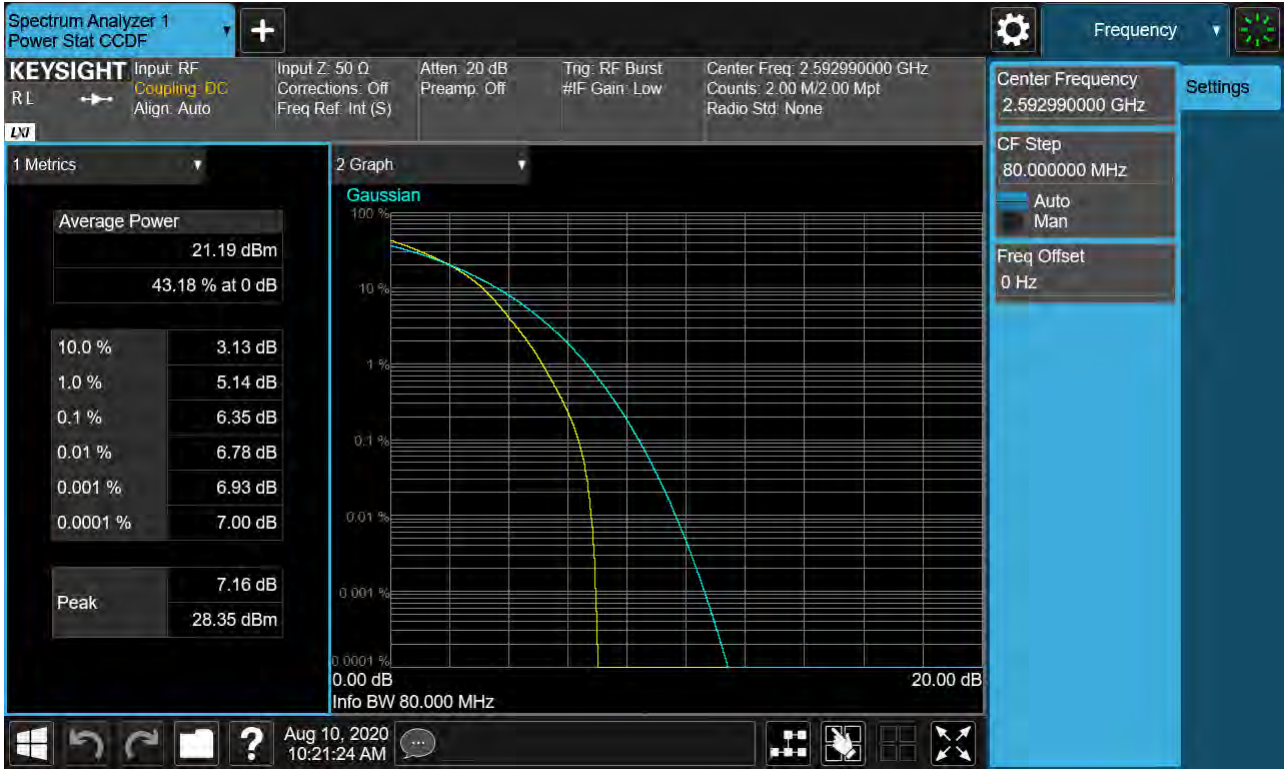 Spectrum Analyzer 1
Power Stat CCDF
Frequency
KEYSIGHT
R L
LXI
Input: RF
Coupling: DC
Align: Auto
Input Z: 50 Ω
Corrections: Off
Freq Ref: Int (S)
Atten: 20 dB
Preamp: Off
Trig: RF Burst
#IF Gain: Low
Center Freq: 2.592990000 GHz
Counts: 2.00 M/2.00 Mpt
Radio Std: None
Center Frequency
2.592990000 GHz
Settings
CF Step
80.000000 MHz
Auto
Man
Freq Offset
0 Hz
1 Metrics
Average Power
21.19 dBm
43.18 % at 0 dB
10.0 % 3.13 dB
1.0 % 5.14 dB
0.1 % 6.35 dB
0.01 % 6.78 dB
0.001 % 6.93 dB
0.0001 % 7.00 dB
Peak
7.16 dB
28.35 dBm
2 Graph
Gaussian
100 %
10 %
1 %
0.1 %
0.01 %
0.001 %
0.0001 %
0.00 dB 20.00 dB
Info BW 80.000 MHz
?
Aug 10, 2020
10:21:24 AM